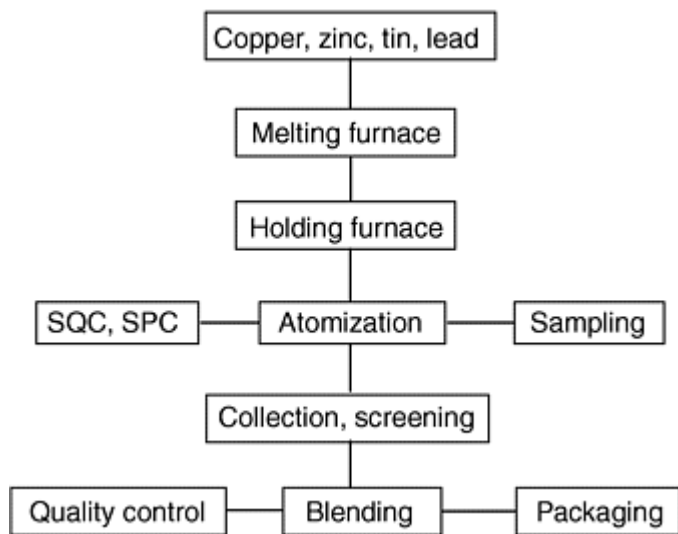 Copper, zinc, tin, lead
Melting furnace
Holding furnace
SQC, SPC
Atomization
Sampling
Collection, screening
Quality control
Blending
Packaging